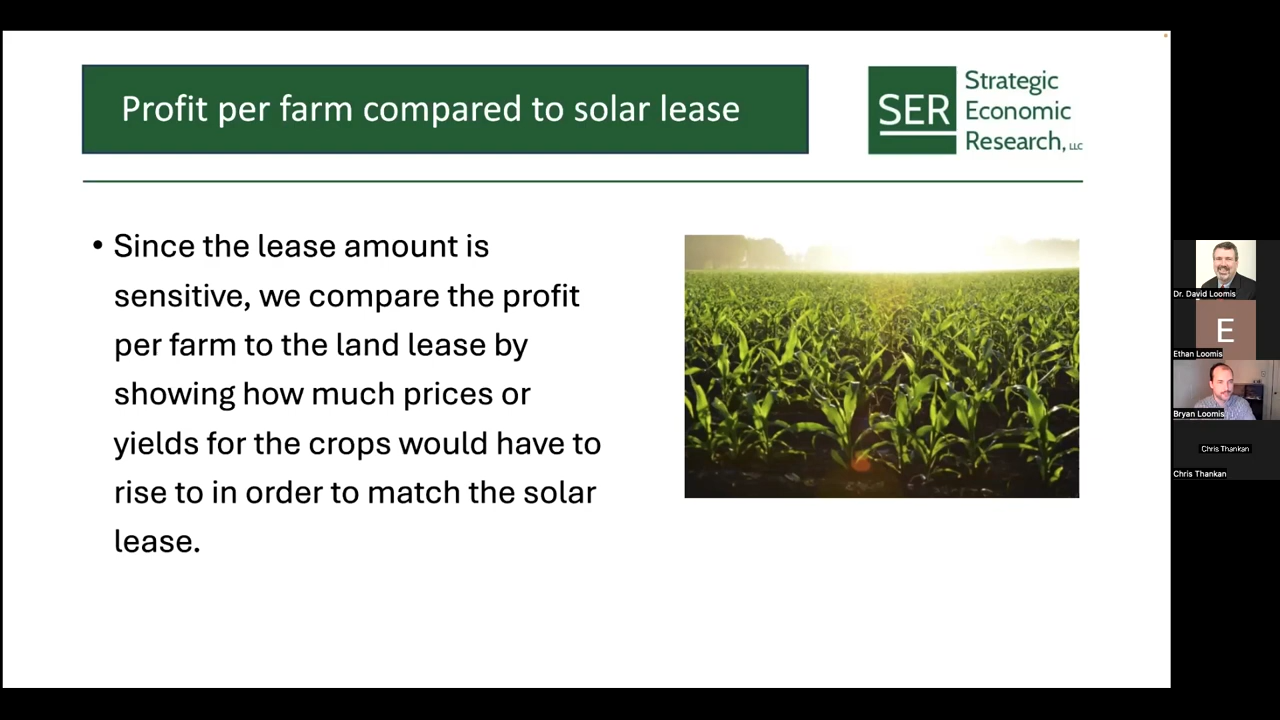 Profit per farm compared to solar lease
SER
Strategic
Economic
Research, LLC
• Since the lease amount is
sensitive, we compare the profit
per farm to the land lease by
showing how much prices or
yields for the crops would have to
rise to in order to match the solar
lease.
Dr. David Loomis
E
Ethan Loomis
Bryan Loomis
Chris Thankan
Chris Thankan